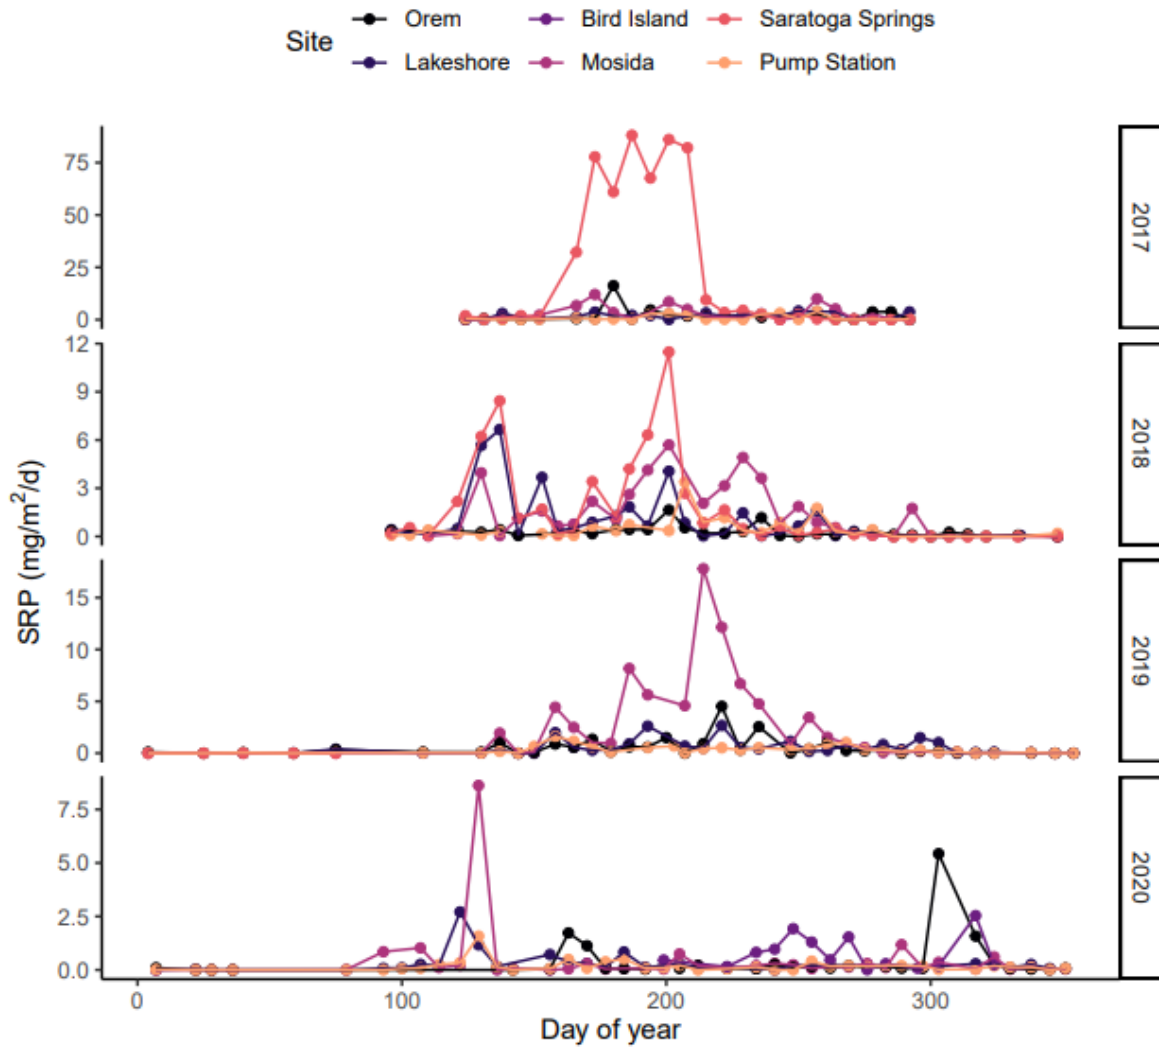 Site
Orem
Bird Island
Saratoga Springs
Lakeshore
Mosida
Pump Station
75
50
25
0
2017
12
9
6
3
0
2018
15
10
5
0
2019
7.5
5.0
2.5
0.0
2020
SRP (mg/m²/d)
0
100
200
300
Day of year